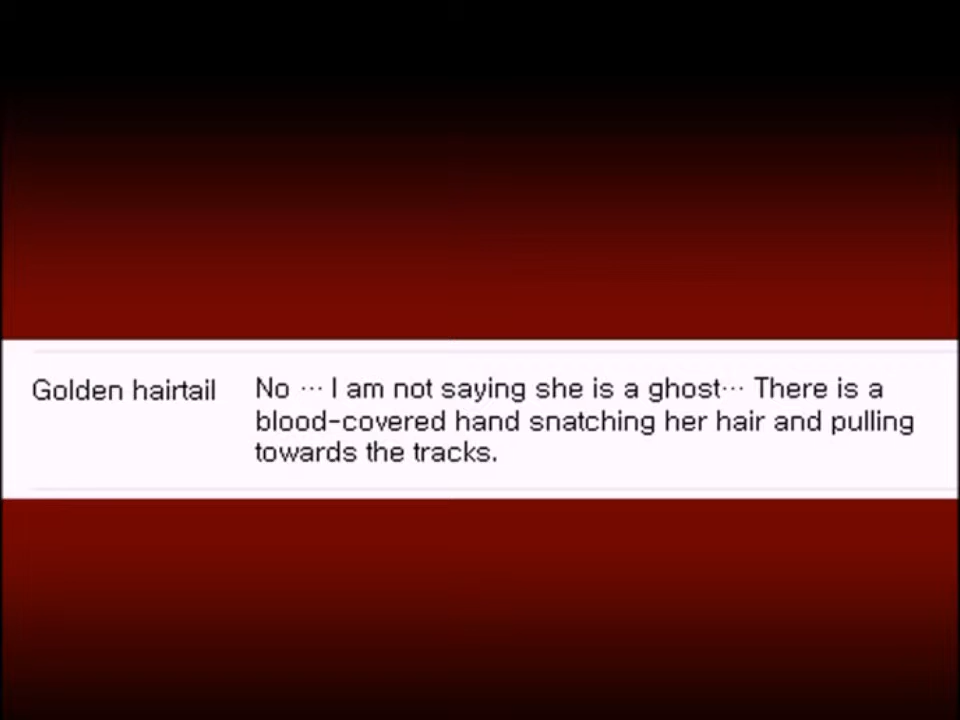 Golden hairtail
No ··· I am not saying she is a ghost··· There is a
blood-covered hand snatching her hair and pulling
towards the tracks.